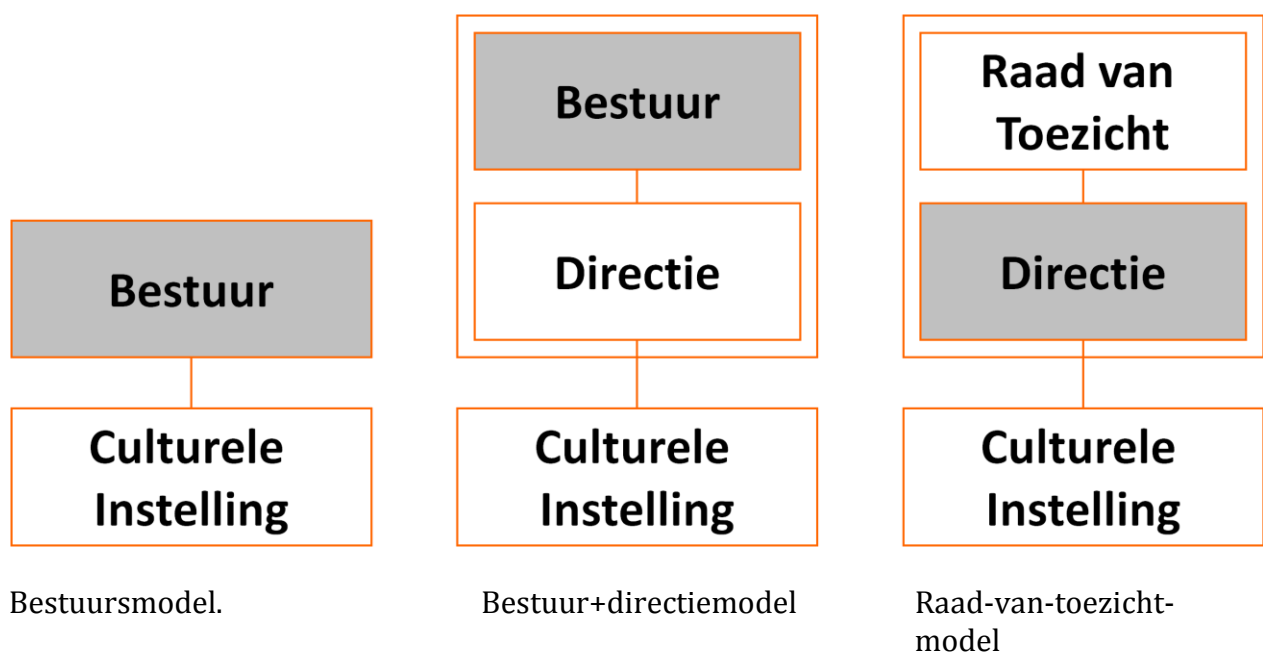 Bestuur
Culturele
Instelling
Bestuursmodel.
Bestuur
Directie
Culturele
Instelling
Bestuur+directiemodel
Raad van
Toezicht
Directie
Culturele
Instelling
Raad-van-toezicht-
model